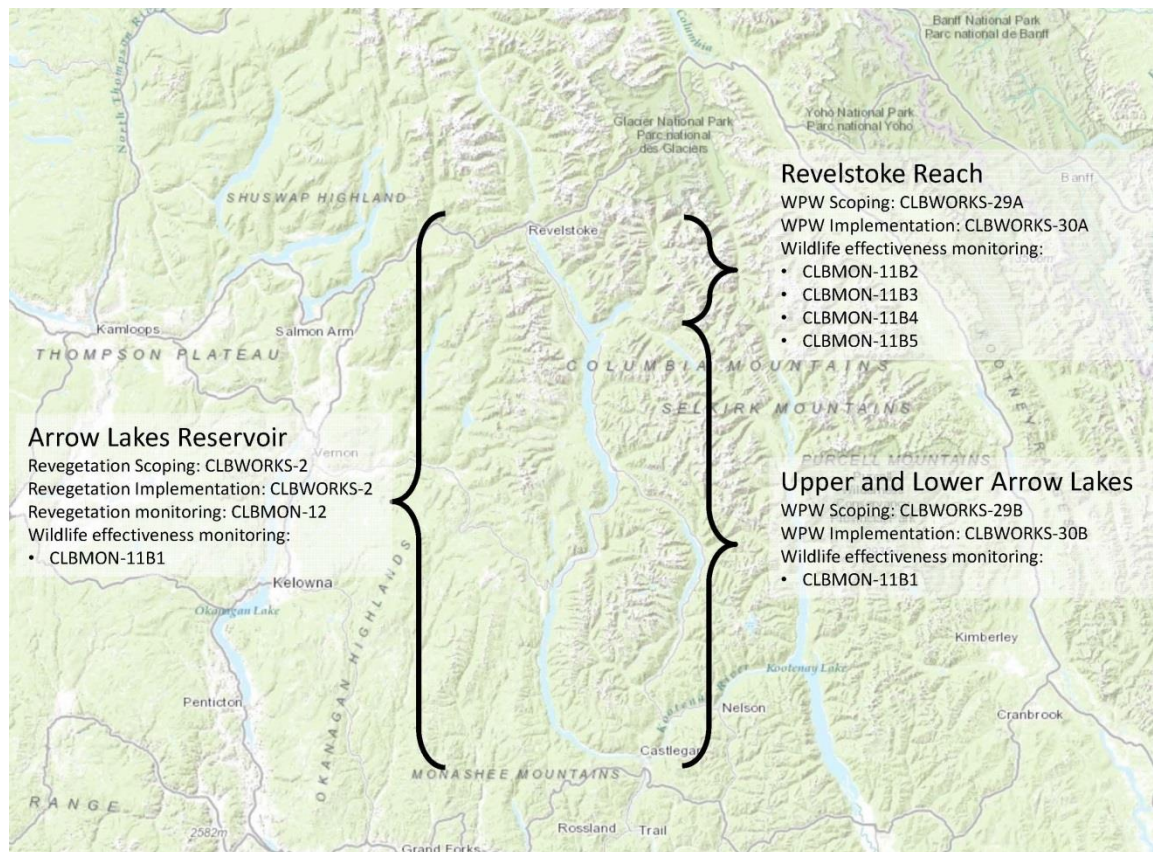 Banff National Park
Parc national de Banff
Columbia
North Thompson River
Glacier National Park
Parc national
des Glaciers
Yoho National Park
Parc national Yoho
Banff
SHUSWAP HIGHLAND
Revelstoke
Revelstoke Reach
WPW Scoping: CLBWORKS-29A
WPW Implementation: CLBWORKS-30A
Wildlife effectiveness monitoring:
• CLBMON-11B2
• CLBMON-11B3
• CLBMON-11B4
• CLBMON-11B5
Kamloops
Salmon Arm
THOMPSON PLATEAU
COLUMBIA MOUNTAINS
SELKIRK MOUNTAINS
Arrow Lakes Reservoir
Revegetation Scoping: CLBWORKS-2
Revegetation Implementation: CLBWORKS-2
Revegetation monitoring: CLBMON-12
Wildlife effectiveness monitoring:
• CLBMON-11B1
Vernon
PURCELL MOUNTAINS
Upper and Lower Arrow Lakes
WPW Scoping: CLBWORKS-29B
WPW Implementation: CLBWORKS-30B
Wildlife effectiveness monitoring:
• CLBMON-11B1
Kelowna
Okanagan Lake
OKANAGAN HIGHLANDS
Kimberley
Kootenay Lake
Kootenay River
Penticton
Nelson
Cranbrook
Castlegar
MONASHEE MOUNTAINS
RANGE
2582m
Rossland
Trail
Grand Forks